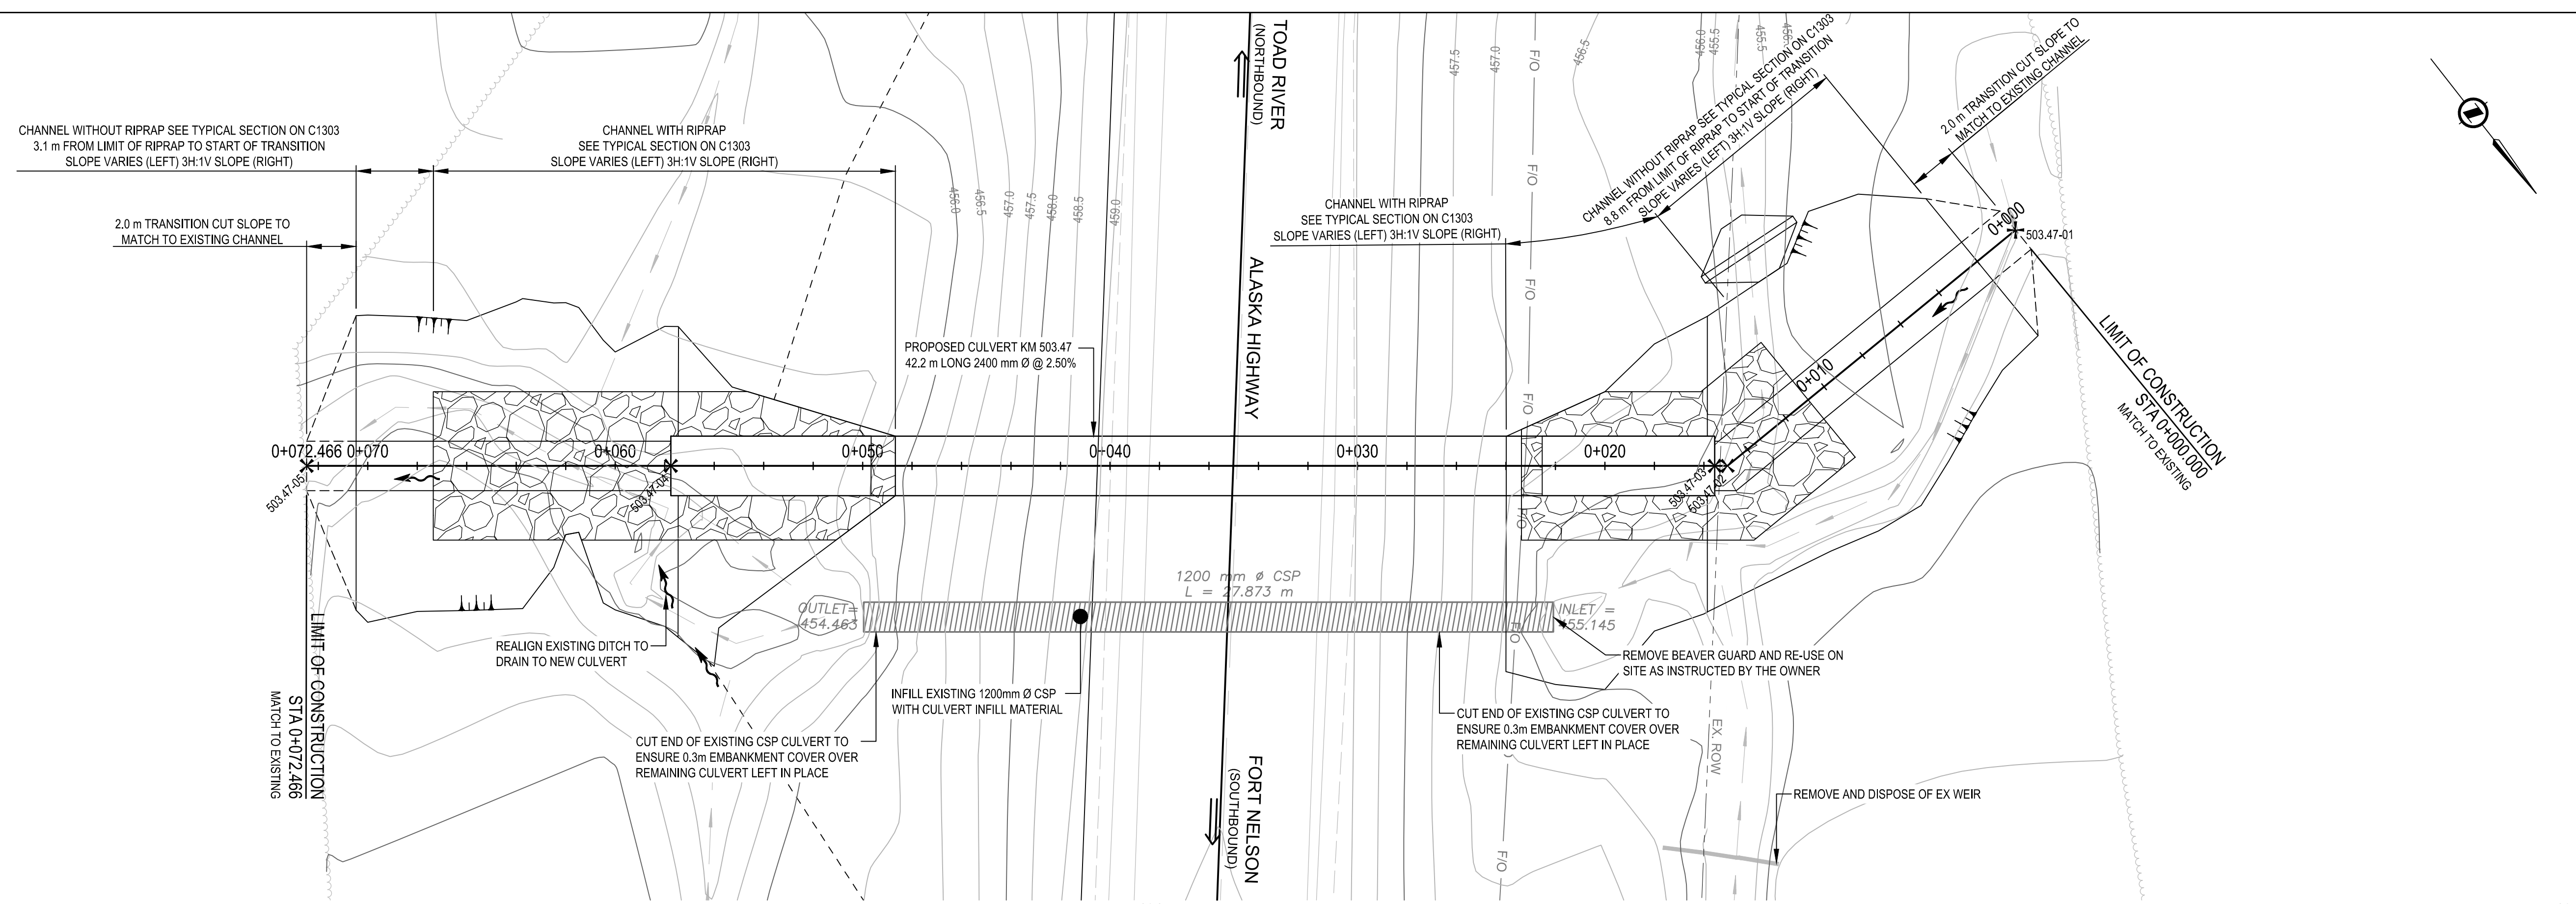 CHANNEL WITHOUT RIPRAP SEE TYPICAL SECTION ON C1303
3.1 m FROM LIMIT OF RIPRAP TO START OF TRANSITION
SLOPE VARIES (LEFT) 3H:1V SLOPE (RIGHT)
2.0 m TRANSITION CUT SLOPE TO
MATCH TO EXISTING CHANNEL
CHANNEL WITH RIPRAP
SEE TYPICAL SECTION ON C1303
SLOPE VARIES (LEFT) 3H:1V SLOPE (RIGHT)
456.0
456.5
457.0
457.5
458.0
458.5
459.0
TOAD RIVER
(NORTHBOUND)
ALASKA HIGHWAY
CHANNEL WITH RIPRAP
SEE TYPICAL SECTION ON C1303
SLOPE VARIES (LEFT) 3H:1V SLOPE (RIGHT)
457.5
457.0
F/O
456.5
F/O
F/O
F/O
F/O
456.0
455.5
455.5
CHANNEL WITHOUT RIPRAP SEE TYPICAL SECTION ON C1303
8.8 m FROM LIMIT OF RIPRAP TO START OF TRANSITION
SLOPE VARIES (LEFT) 3H:1V SLOPE (RIGHT)
2.0 m TRANSITION CUT SLOPE TO
MATCH TO EXISTING CHANNEL
0+000
503.47-01
LIMIT OF CONSTRUCTION
STA 0+000.000
MATCH TO EXISTING
PROPOSED CULVERT KM 503.47
42.2 m LONG 2400 mm Ø @ 2.50%
0+072.466
0+070
0+060
0+050
0+040
0+030
0+020
0+010
503.47-05
503.47-04
503.47-03
503.47-02
1200 mm ø CSP
L = 27.873 m
OUTLET=
454.463
INLET =
455.145
F/O
F/O
REALIGN EXISTING DITCH TO
DRAIN TO NEW CULVERT
INFILL EXISTING 1200mm Ø CSP
WITH CULVERT INFILL MATERIAL
CUT END OF EXISTING CSP CULVERT TO
ENSURE 0.3m EMBANKMENT COVER OVER
REMAINING CULVERT LEFT IN PLACE
REMOVE BEAVER GUARD AND RE-USE ON
SITE AS INSTRUCTED BY THE OWNER
CUT END OF EXISTING CSP CULVERT TO
ENSURE 0.3m EMBANKMENT COVER OVER
REMAINING CULVERT LEFT IN PLACE
EX. ROW
REMOVE AND DISPOSE OF EX WEIR
LIMIT OF CONSTRUCTION
STA 0+072.466
MATCH TO EXISTING
FORT NELSON
(SOUTHBOUND)
F/O